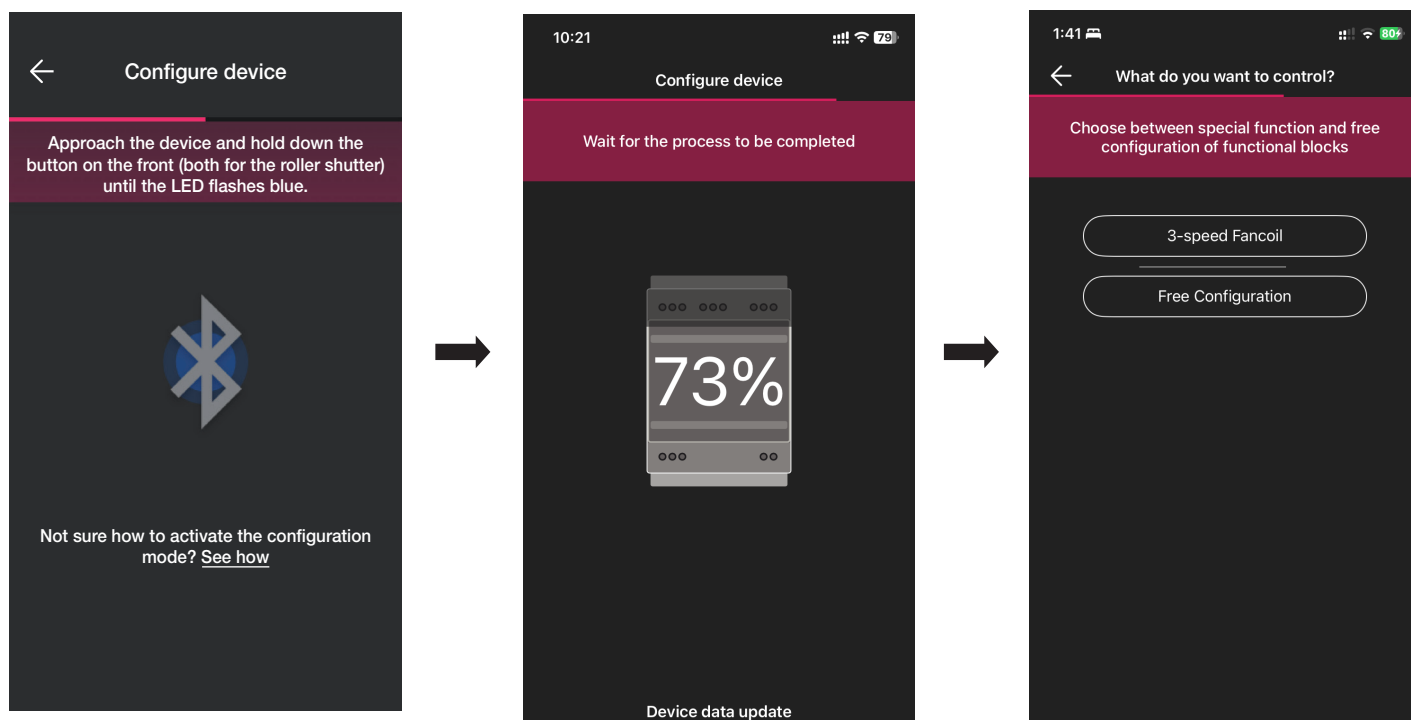 Configure device
Approach the device and hold down the
button on the front (both for the roller shutter)
until the LED flashes blue.
Not sure how to activate the configuration
mode? See how
10:21
79
Configure device
Wait for the process to be completed
73%
Device data update
1:41
80
What do you want to control?
Choose between special function and free
configuration of functional blocks
3-speed Fancoil
Free Configuration